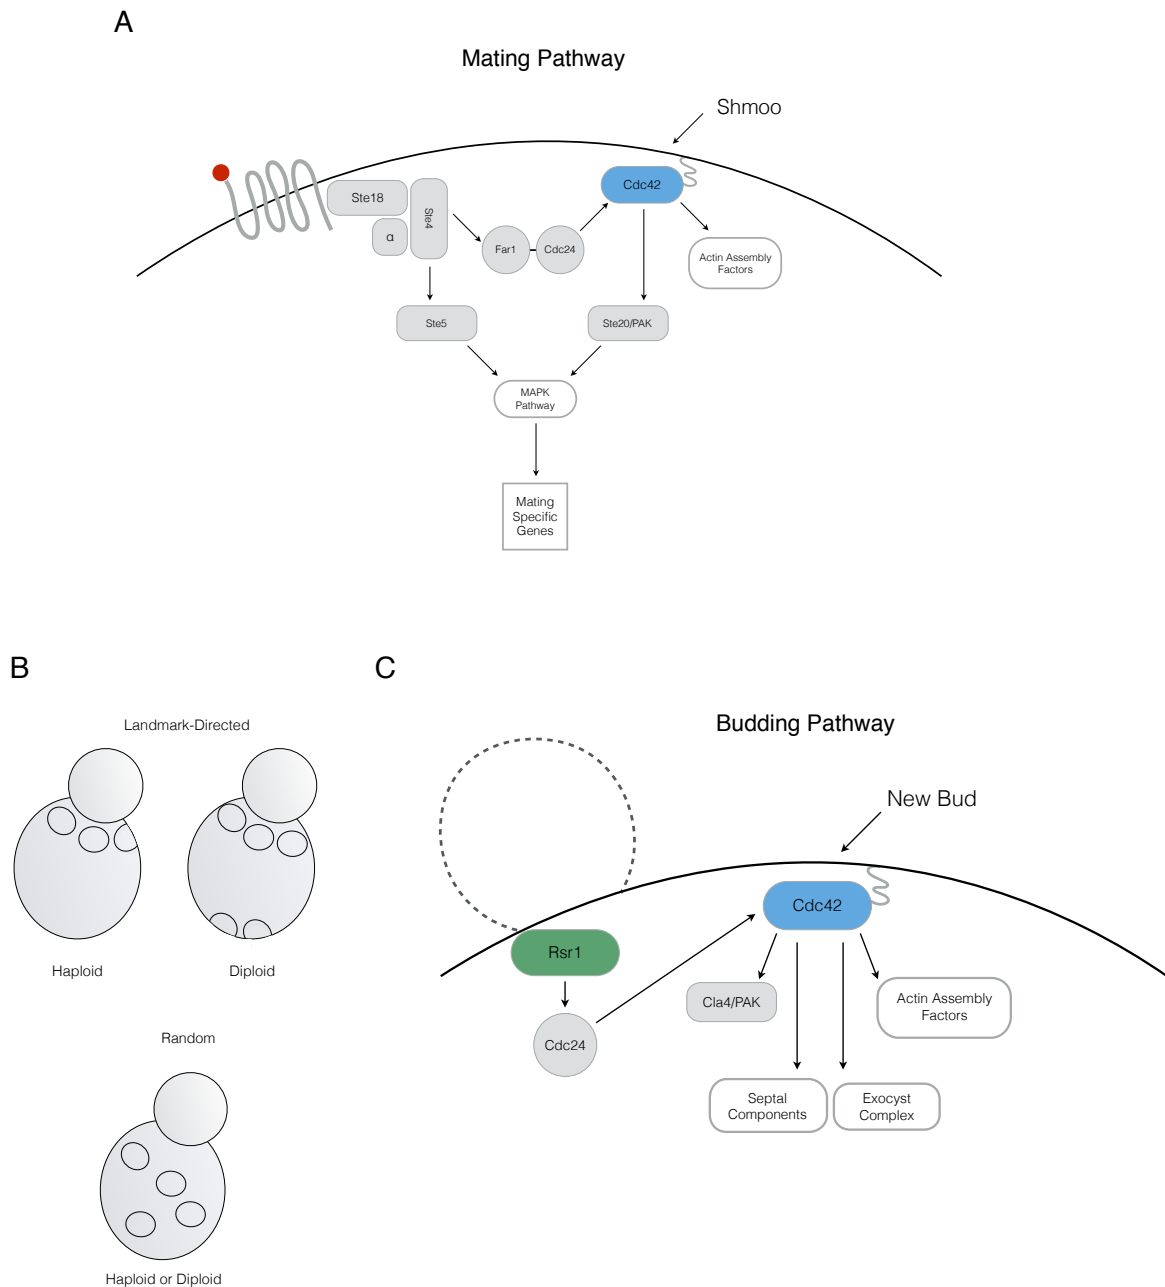 A
Mating Pathway
Shmoo
Cdc42
Ste18
Ste4
α
Far1
Cdc24
Actin Assembly
Factors
Ste5
Ste20/PAK
MAPK
Pathway
Mating
Specific
Genes
B
Landmark-Directed
Haploid
Diploid
Random
Haploid or Diploid
C
Budding Pathway
New Bud
Cdc42
Rsr1
Cla4/PAK
Actin Assembly
Factors
Cdc24
Septal
Components
Exocyst
Complex